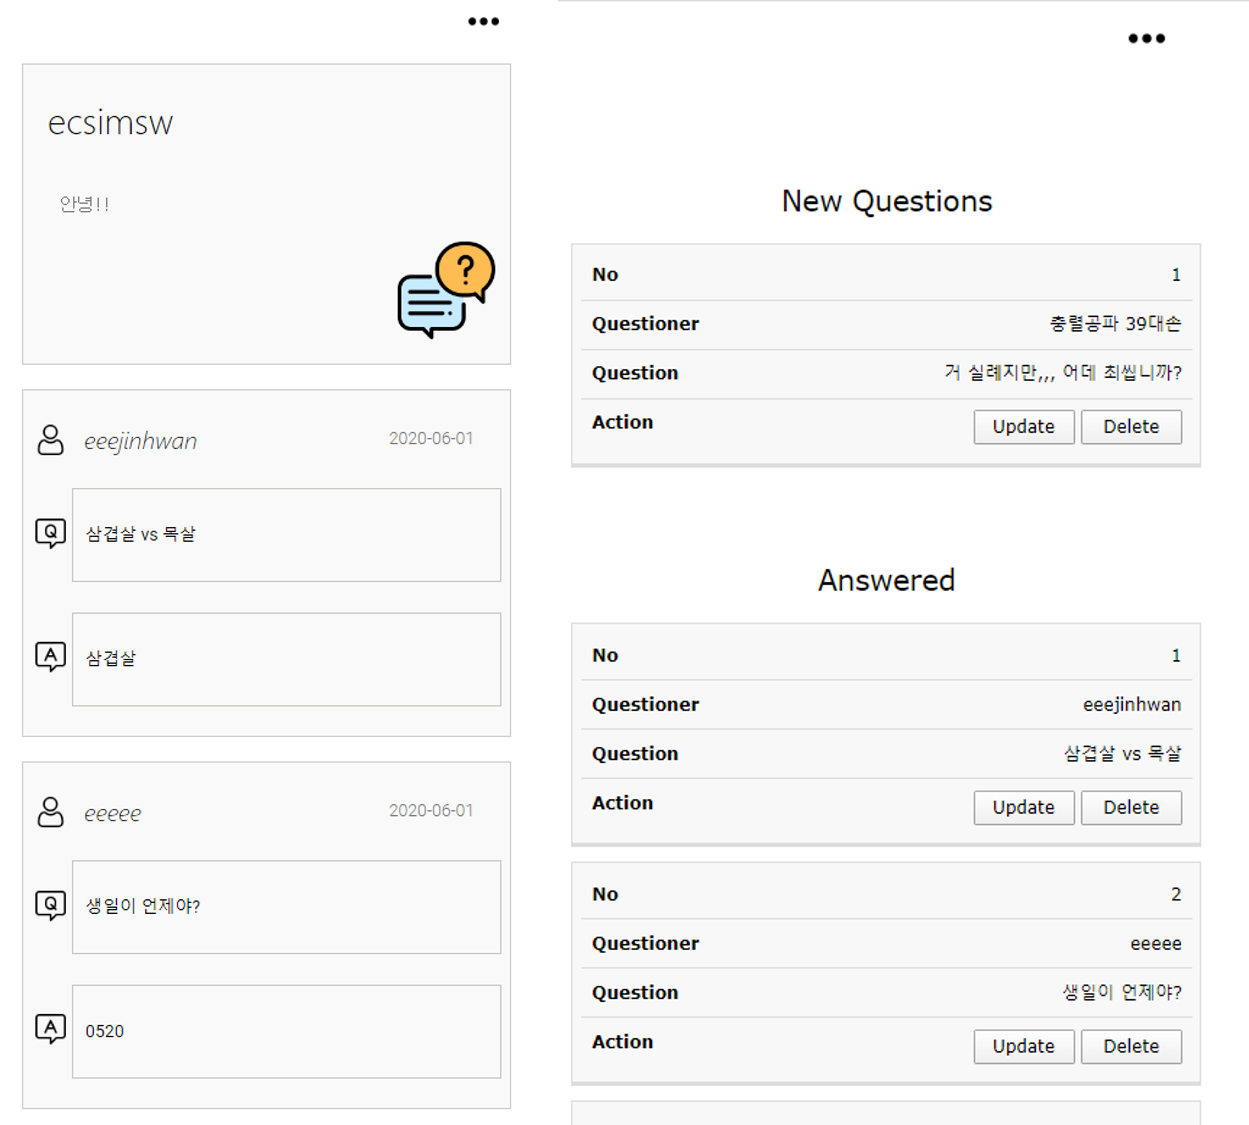 ecsimsw
안녕!!
?
eeejinhwan 2020-06-01
Q 삼겹살 vs 목살
A 삼겹살
eeeee 2020-06-01
Q 생일이 언제야?
A 0520
New Questions
No 1
Questioner 충렬공파 39대손
Question 거 실례지만,,, 어데 최씹니까?
Action Update Delete
Answered
No 1
Questioner eeejinhwan
Question 삼겹살 vs 목살
Action Update Delete
No 2
Questioner eeeee
Question 생일이 언제야?
Action Update Delete